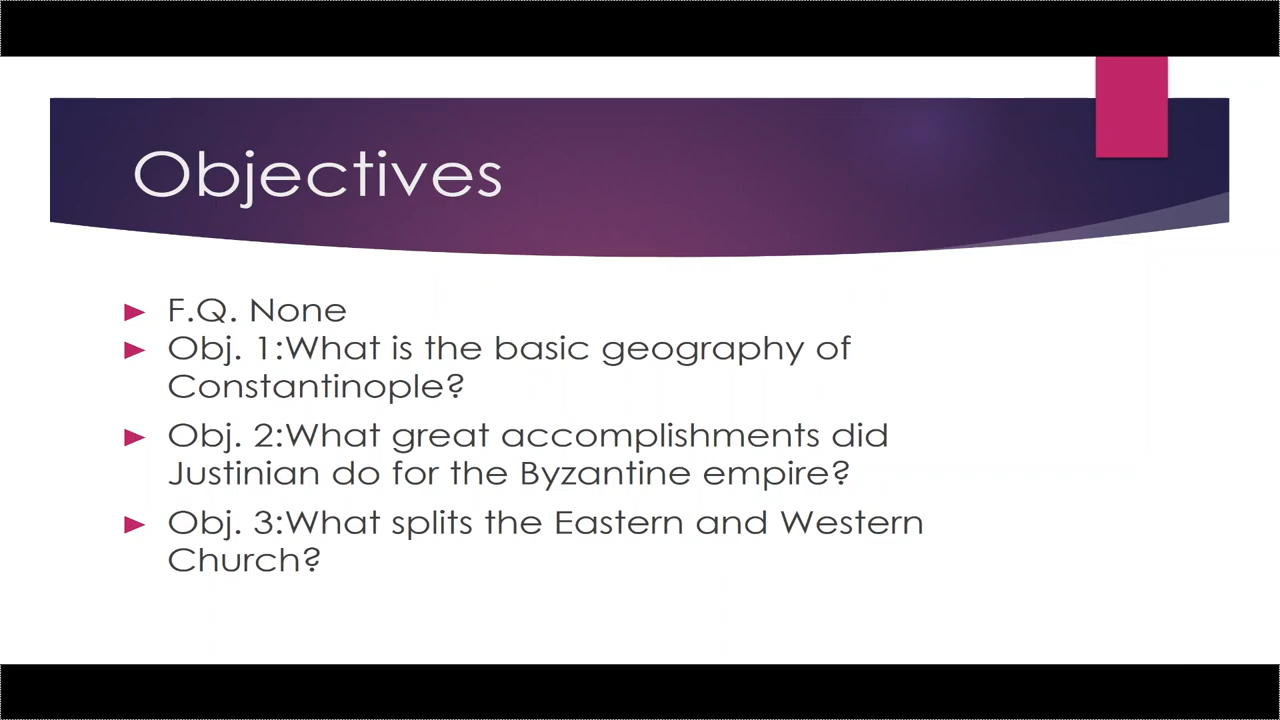 Objectives
F.Q. None
Obj. 1:What is the basic geography of
Constantinople?
Obj. 2:What great accomplishments did
Justinian do for the Byzantine empire?
Obj. 3:What splits the Eastern and Western
Church?